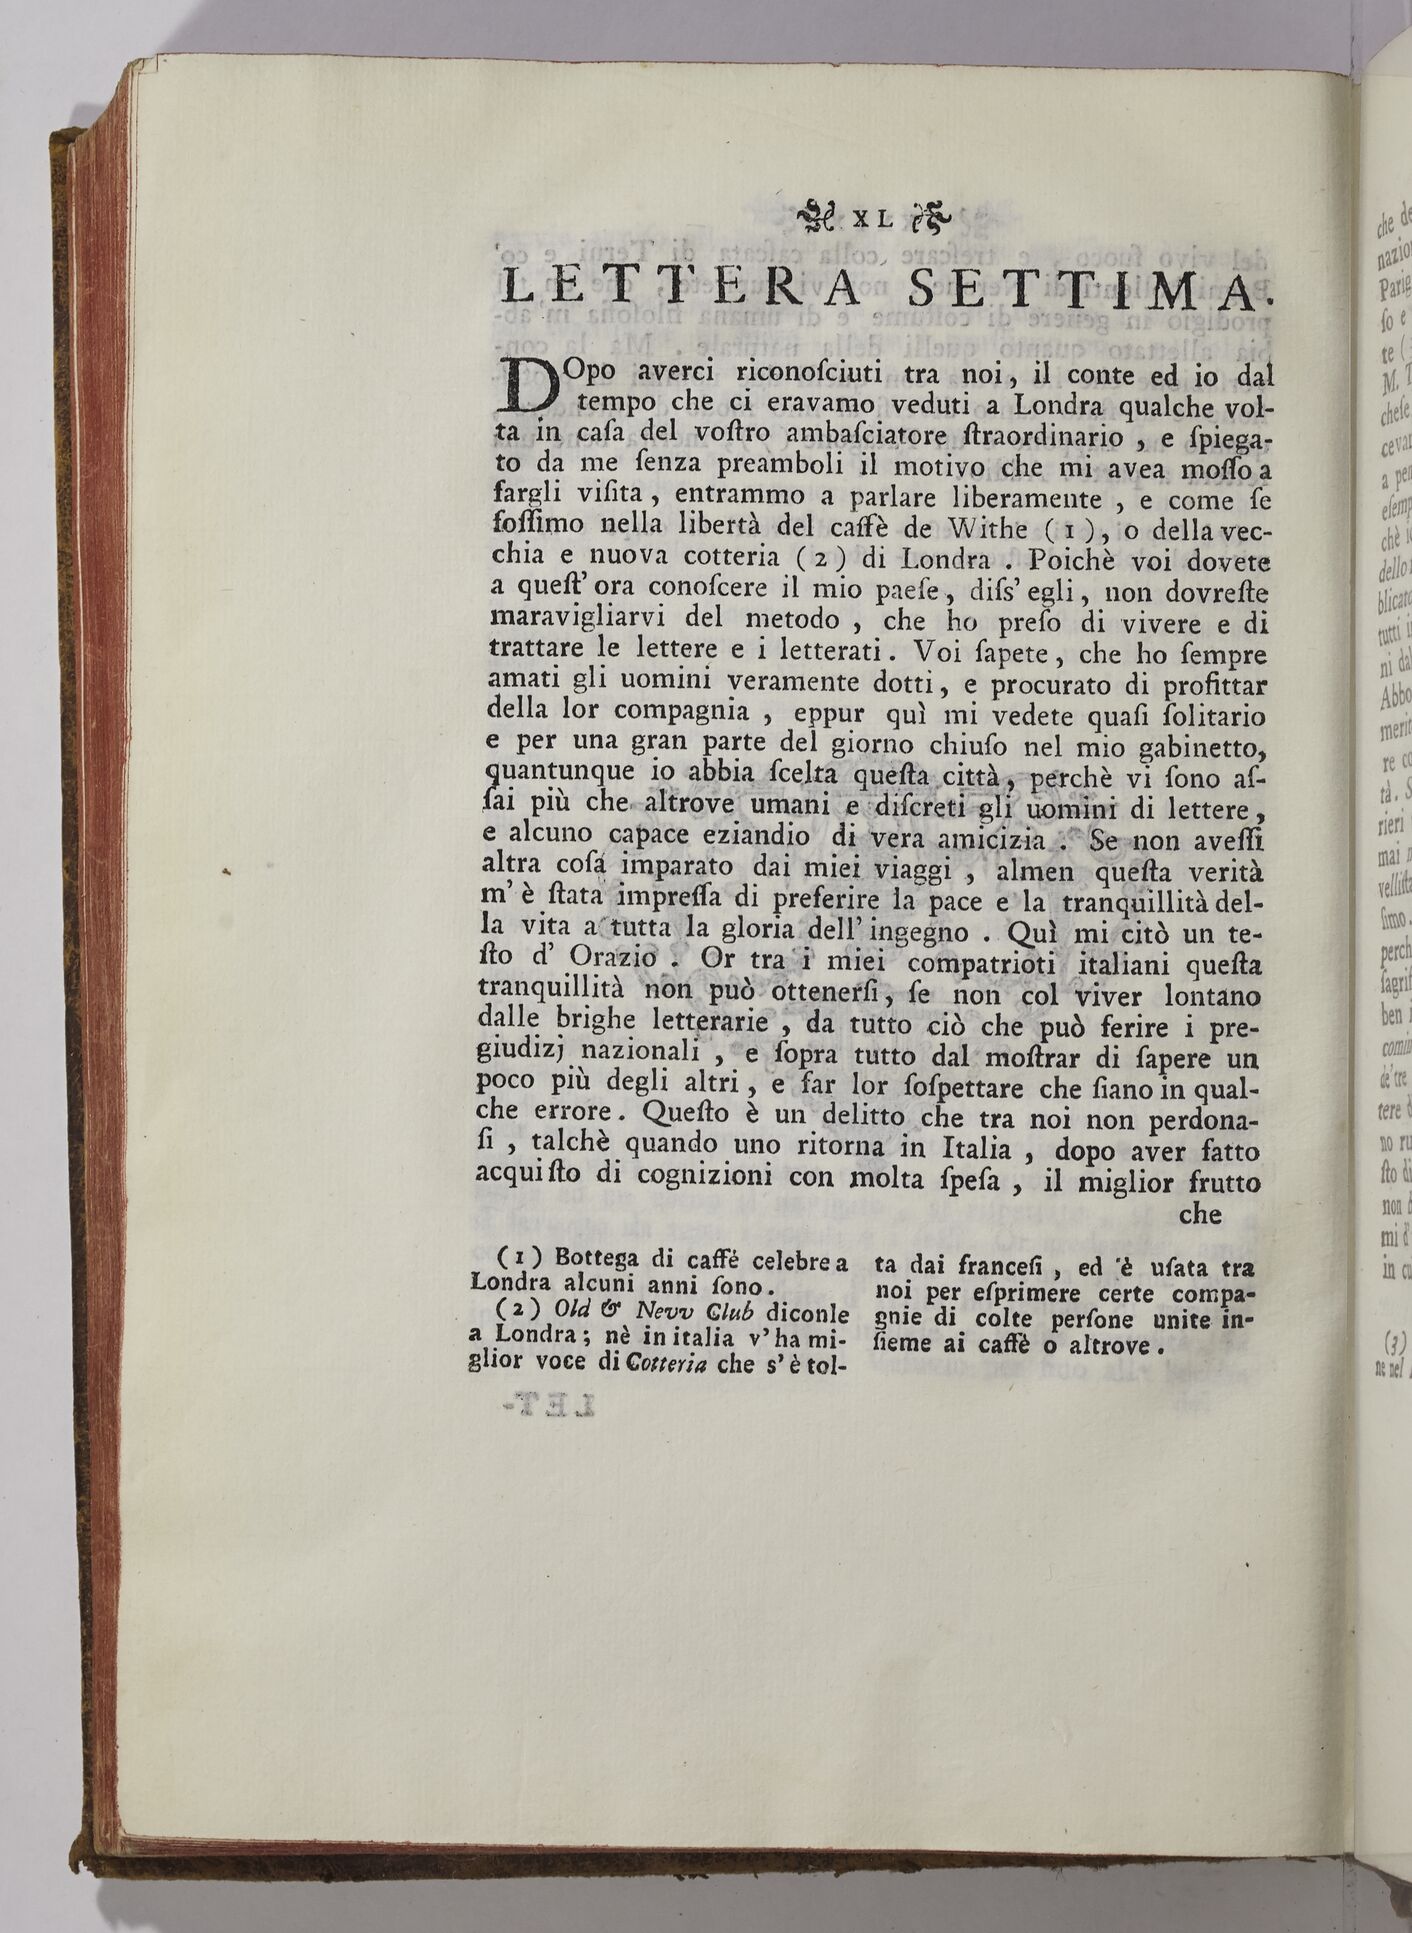 XL
LETTERA SETTIMA.
DOpo averci riconoſciuti tra noi, il conte ed io dal
tempo che ci eravamo veduti a Londra qualche vol-
ta in caſa del voſtro ambaſciatore ſtraordinario , e ſpiega-
to da me ſenza preamboli il motivo che mi avea moſſo a
fargli viſita , entrammo a parlare liberamente , e come ſe
foſſimo nella libertà del caffè de Withe ( 1 ), o della vec-
chia e nuova cotteria ( 2 ) di Londra . Poichè voi dovete
a queſt' ora conoſcere il mio paeſe, diſs' egli, non dovreſte
maravigliarvi del metodo , che ho preſo di vivere e di
trattare le lettere e i letterati. Voi ſapete, che ho ſempre
amati gli uomini veramente dotti, e procurato di profittar
della lor compagnia , eppur quì mi vedete quaſi ſolitario
e per una gran parte del giorno chiuſo nel mio gabinetto,
quantunque io abbia ſcelta queſta città, perchè vi ſono aſ-
ſai più che altrove umani e diſcreti gli uomini di lettere,
e alcuno capace eziandio di vera amicizia . Se non aveſſi
altra coſa imparato dai miei viaggi , almen queſta verità
m' è ſtata impreſſa di preferire la pace e la tranquillità del-
la vita a tutta la gloria dell' ingegno . Quì mi citò un te-
ſto d' Orazio . Or tra i miei compatrioti italiani queſta
tranquillità non può ottenerſi, ſe non col viver lontano
dalle brighe letterarie , da tutto ciò che può ferire i pre-
giudizj nazionali , e ſopra tutto dal moſtrar di ſapere un
poco più degli altri, e far lor ſoſpettare che ſiano in qual-
che errore. Queſto è un delitto che tra noi non perdona-
ſi , talchè quando uno ritorna in Italia , dopo aver fatto
acquiſto di cognizioni con molta ſpeſa , il miglior frutto
che
(1) Bottega di caffé celebre a
Londra alcuni anni ſono.
(2) Old & Nevv Club diconle
a Londra; nè in italia v' ha mi-
glior voce di Cotteria che s' è tol-
ta dai franceſi , ed è uſata tra
noi per eſprimere certe compa-
gnie di colte perſone unite in-
ſieme ai caffè o altrove .